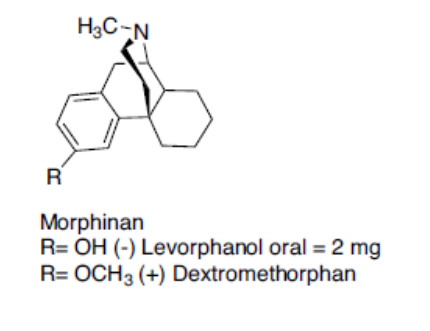 H₃C N
R
Morphinan
R= OH (-) Levorphanol oral = 2 mg
R= OCH₃ (+) Dextromethorphan